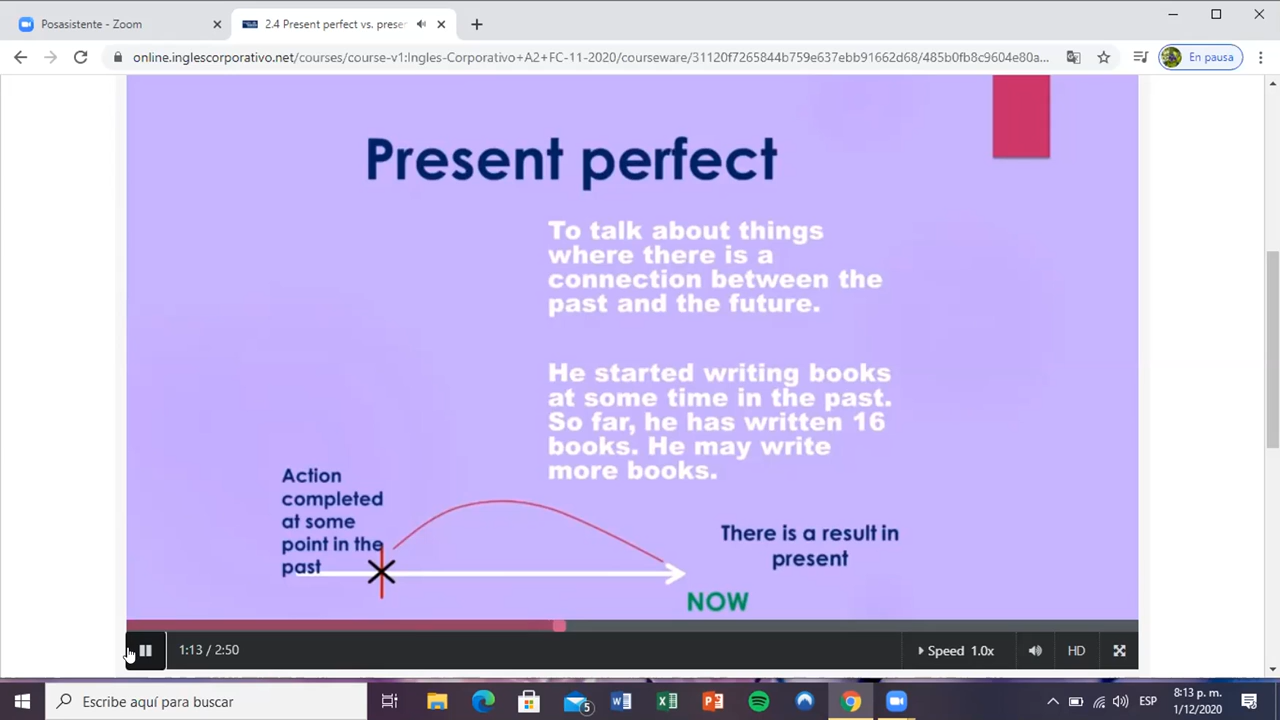 Posasistente - Zoom
2.4 Present perfect vs. preser
online.inglescorporativo.net/courses/course-v1:Ingles-Corporativo+A2+FC-11-2020/courseware/31120f7265844b759e637ebb91662d68/485b0fb8c9604e80a...
En pausa
Present perfect
To talk about things
where there is a
connection between the
past and the future.
He started writing books
at some time in the past.
So far, he has written 16
books. He may write
more books.
Action
completed
at some
point in the
past
There is a result in
present
NOW
1:13 / 2:50
Speed 1.0x
HD
Escribe aquí para buscar
5
ESP
8:13 p. m.
1/12/2020